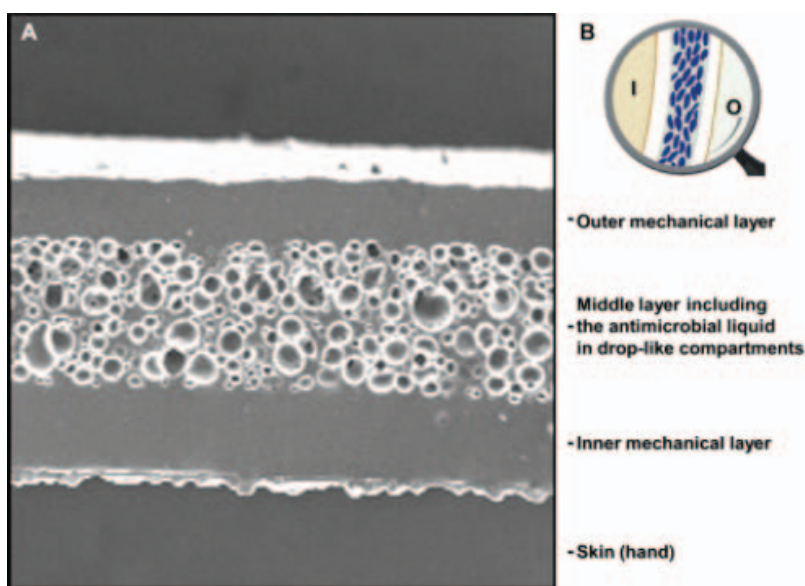 A
B
I
O
- Outer mechanical layer
Middle layer including
- the antimicrobial liquid
in drop-like compartments
- Inner mechanical layer
- Skin (hand)